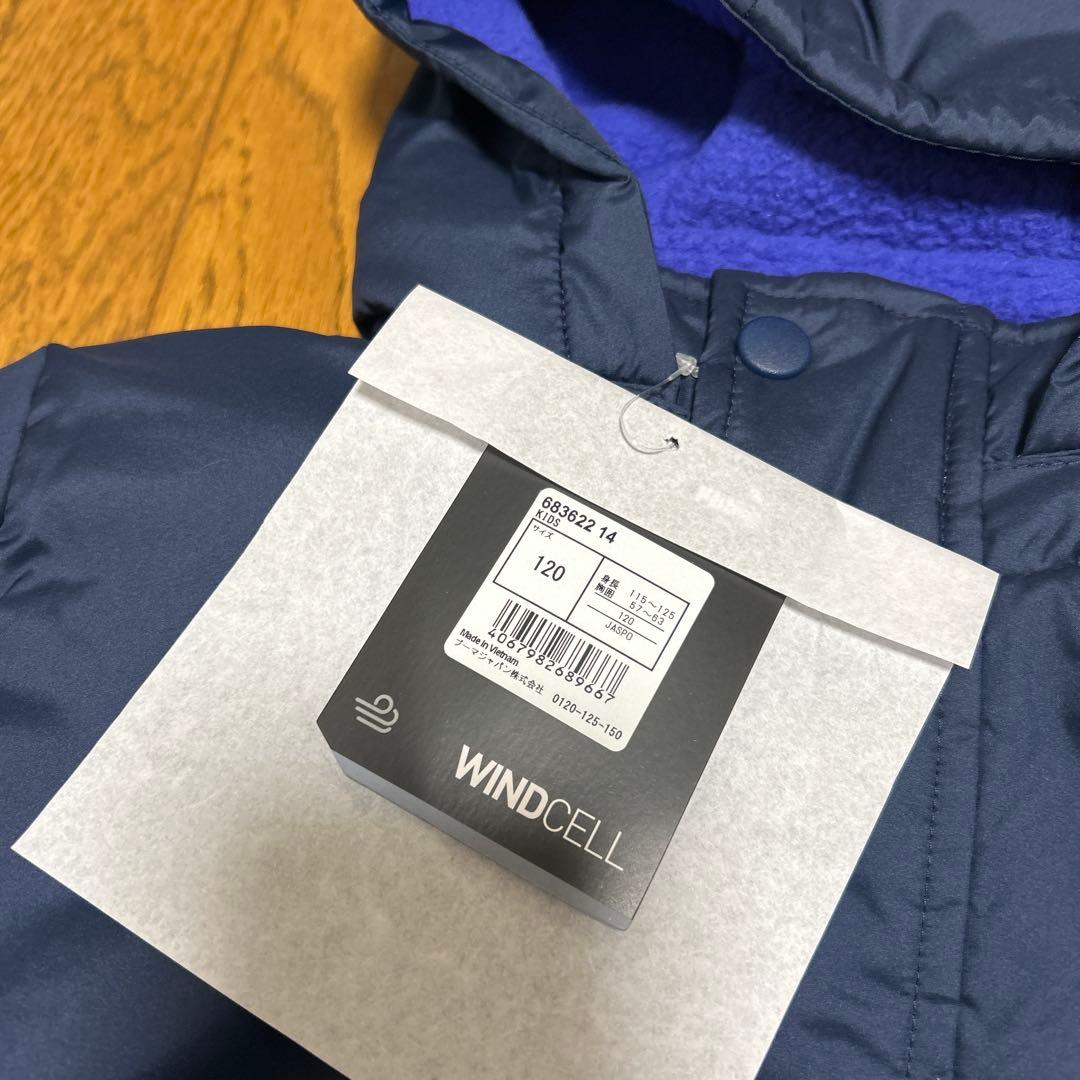 683622 14
KIDS
サイズ
120
身長 115～125
胸囲 57～63
120
JASPO
4067982689667
Made in Vietnam
プーマジャパン株式会社 0120-125-150
WINDCELL